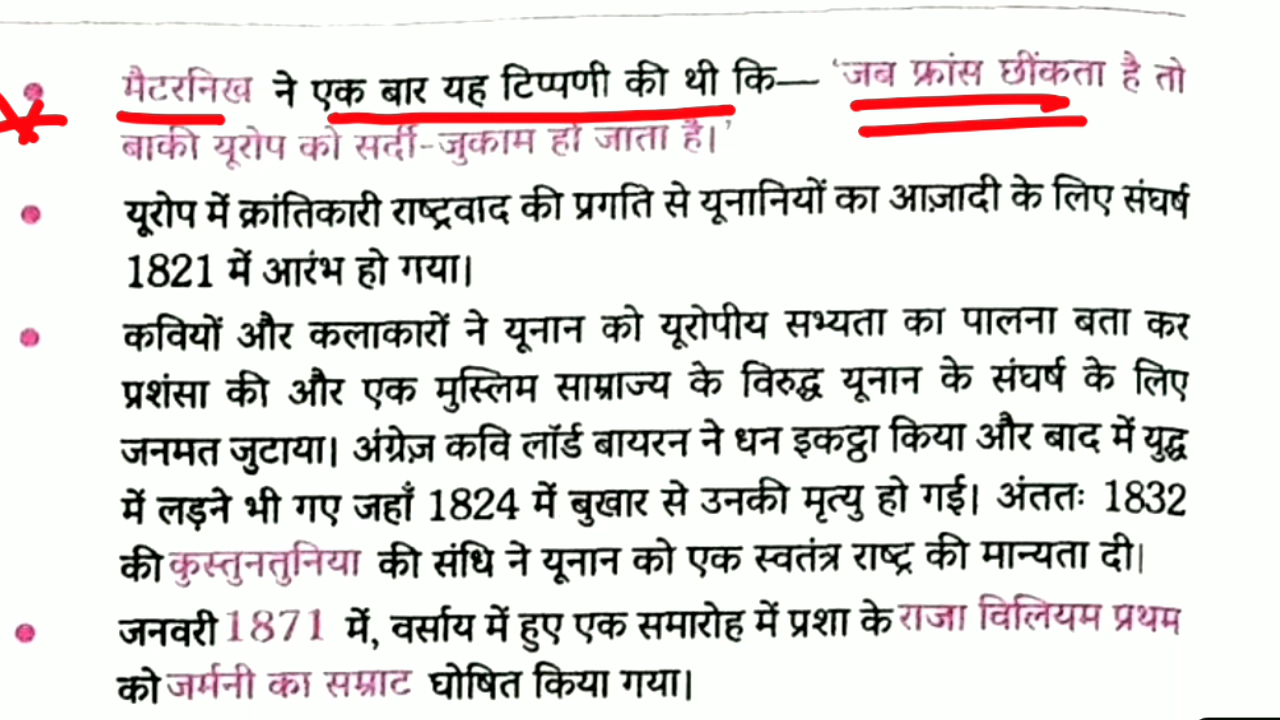 मैटरनिख ने एक बार यह टिप्पणी की थी कि— ‘जब फ्रांस छींकता है तो
बाकी यूरोप को सर्दी-जुकाम हो जाता है।’
यूरोप में क्रांतिकारी राष्ट्रवाद की प्रगति से यूनानियों का आज़ादी के लिए संघर्ष
1821 में आरंभ हो गया।
कवियों और कलाकारों ने यूनान को यूरोपीय सभ्यता का पालना बता कर
प्रशंसा की और एक मुस्लिम साम्राज्य के विरुद्ध यूनान के संघर्ष के लिए
जनमत जुटाया। अंग्रेज़ कवि लॉर्ड बायरन ने धन इकट्ठा किया और बाद में युद्ध
में लड़ने भी गए जहाँ 1824 में बुखार से उनकी मृत्यु हो गई। अंततः 1832
की कुस्तुनतुनिया की संधि ने यूनान को एक स्वतंत्र राष्ट्र की मान्यता दी।
जनवरी 1871 में, वर्साय में हुए एक समारोह में प्रशा के राजा विलियम प्रथम
को जर्मनी का सम्राट घोषित किया गया।